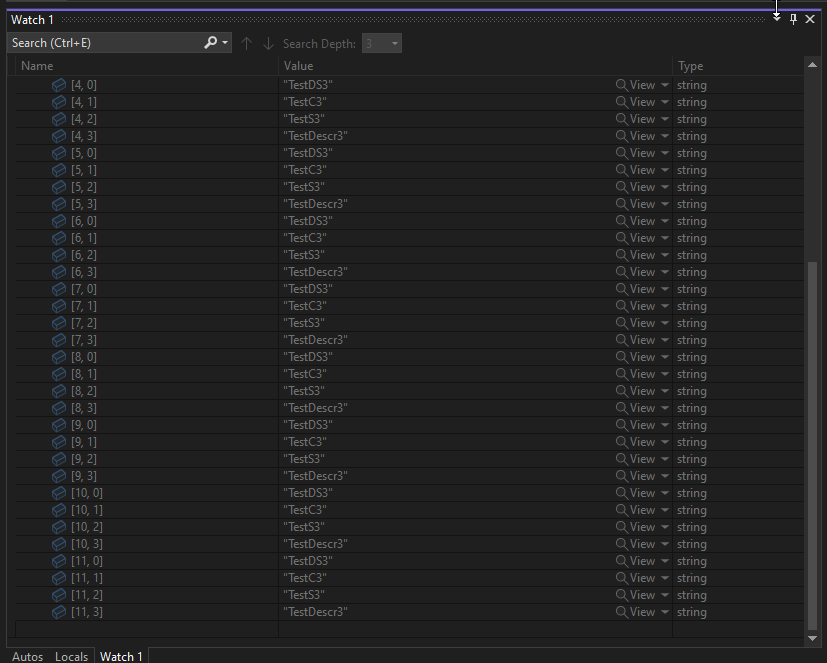 Watch 1
Search (Ctrl+E) Search Depth: 3
Name Value Type
[4, 0] "TestDS3" View string
[4, 1] "TestC3" View string
[4, 2] "TestS3" View string
[4, 3] "TestDescr3" View string
[5, 0] "TestDS3" View string
[5, 1] "TestC3" View string
[5, 2] "TestS3" View string
[5, 3] "TestDescr3" View string
[6, 0] "TestDS3" View string
[6, 1] "TestC3" View string
[6, 2] "TestS3" View string
[6, 3] "TestDescr3" View string
[7, 0] "TestDS3" View string
[7, 1] "TestC3" View string
[7, 2] "TestS3" View string
[7, 3] "TestDescr3" View string
[8, 0] "TestDS3" View string
[8, 1] "TestC3" View string
[8, 2] "TestS3" View string
[8, 3] "TestDescr3" View string
[9, 0] "TestDS3" View string
[9, 1] "TestC3" View string
[9, 2] "TestS3" View string
[9, 3] "TestDescr3" View string
[10, 0] "TestDS3" View string
[10, 1] "TestC3" View string
[10, 2] "TestS3" View string
[10, 3] "TestDescr3" View string
[11, 0] "TestDS3" View string
[11, 1] "TestC3" View string
[11, 2] "TestS3" View string
[11, 3] "TestDescr3" View string
Autos Locals Watch 1